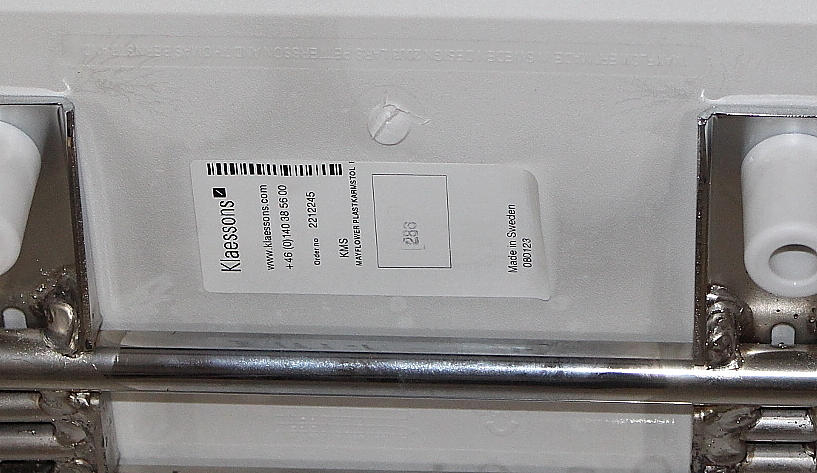 Klaessons
www.klaessons.com
+46 (0)140 38 56 00
Order no 2212245
KMS
MAYFLOWER PLASTKARMSTOL
286
Made in Sweden
080123